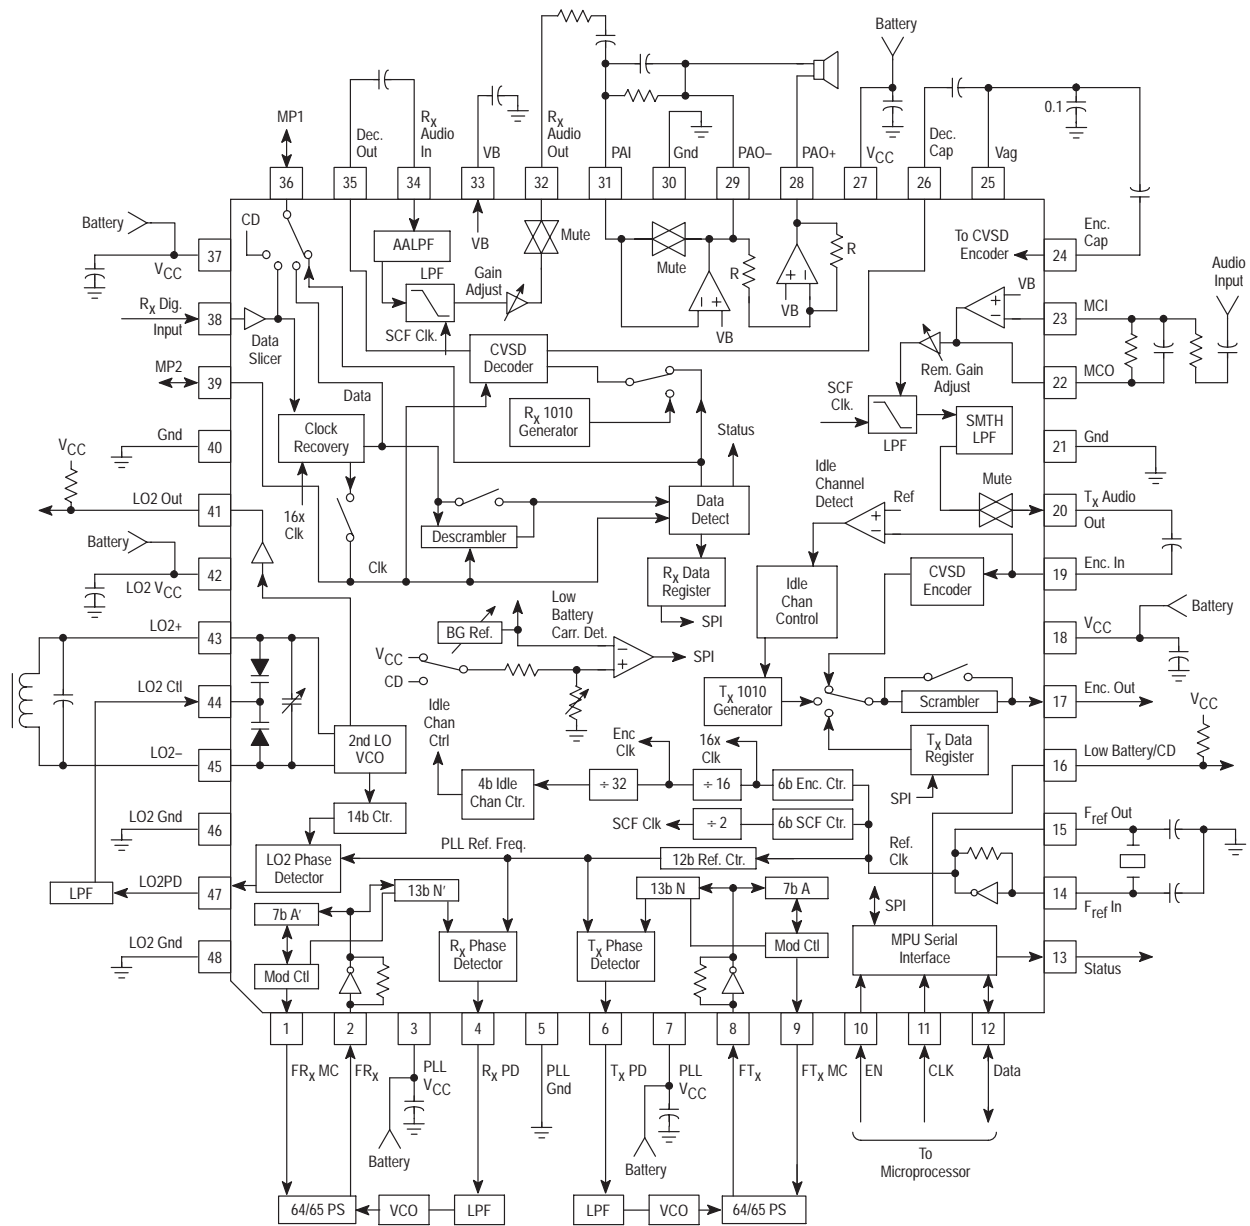 Battery
0.1
MP1
Dec. Out
Rx Audio In
VB
Rx Audio Out
PAI
Gnd
PAO–
PAO+
VCC
Dec. Cap
Vag
36
35
34
33
32
31
30
29
28
27
26
25
Battery
CD
VCC
37
AALPF
VB
Mute
LPF
Gain Adjust
SCF Clk.
Mute
R
R
VB
VB
To CVSD Encoder
24
Enc. Cap
Audio Input
Rx Dig. Input
38
Data Slicer
VB
23
MCI
MP2
39
CVSD Decoder
Rem. Gain Adjust
22
MCO
Data
Rx 1010 Generator
SCF Clk.
LPF
SMTH LPF
Gnd
40
Clock Recovery
Status
21
Gnd
VCC
LO2 Out
41
16x Clk
Descrambler
Data Detect
Idle Channel Detect
Ref
Mute
20
Tx Audio Out
Battery
LO2 VCC
42
Clk
Rx Data Register
SPI
Idle Chan Control
CVSD Encoder
19
Enc. In
LO2+
43
BG Ref.
Low Battery Carr. Det.
SPI
18
VCC
Battery
VCC
CD
LO2 Ctl
44
Tx 1010 Generator
Scrambler
17
Enc. Out
VCC
LO2–
45
2nd LO VCO
Idle Chan Ctrl
Enc Clk
16x Clk
Tx Data Register
SPI
16
Low Battery/CD
4b Idle Chan Ctr.
÷ 32
÷ 16
6b Enc. Ctr.
LO2 Gnd
46
14b Ctr.
SCF Clk
÷ 2
6b SCF Ctr.
15
Fref Out
LO2 Phase Detector
PLL Ref. Freq.
12b Ref. Ctr.
Ref. Clk
LPF
LO2PD
47
13b N'
13b N
7b A
14
Fref In
7b A'
SPI
LO2 Gnd
48
Mod Ctl
Rx Phase Detector
Tx Phase Detector
Mod Ctl
MPU Serial Interface
13
Status
1
2
3
4
5
6
7
8
9
10
11
12
FRx MC
FRx
PLL VCC
Rx PD
PLL Gnd
Tx PD
PLL VCC
FTx
FTx MC
EN
CLK
Data
Battery
Battery
To Microprocessor
64/65 PS
VCO
LPF
LPF
VCO
64/65 PS